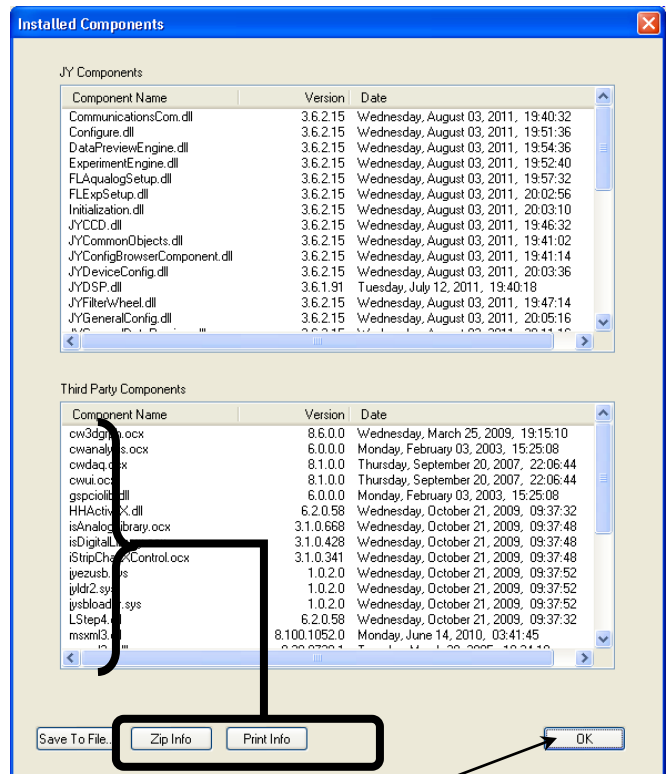 Installed Components
JY Components
Component Name Version Date
CommunicationsCom.dll 3.6.2.15 Wednesday, August 03, 2011, 19:40:32
Configure.dll 3.6.2.15 Wednesday, August 03, 2011, 19:51:36
DataPreviewEngine.dll 3.6.2.15 Wednesday, August 03, 2011, 19:54:36
ExperimentEngine.dll 3.6.2.15 Wednesday, August 03, 2011, 19:52:40
FLAqualogSetup.dll 3.6.2.15 Wednesday, August 03, 2011, 19:57:32
FLExpSetup.dll 3.6.2.15 Wednesday, August 03, 2011, 20:02:56
Initialization.dll 3.6.2.15 Wednesday, August 03, 2011, 20:03:10
JYCCD.dll 3.6.2.15 Wednesday, August 03, 2011, 19:46:32
JYCommonObjects.dll 3.6.2.15 Wednesday, August 03, 2011, 19:41:02
JYConfigBrowserComponent.dll 3.6.2.15 Wednesday, August 03, 2011, 19:41:14
JYDeviceConfig.dll 3.6.2.15 Wednesday, August 03, 2011, 20:03:36
JYDSP.dll 3.6.1.91 Tuesday, July 12, 2011, 19:40:18
JYFilterWheel.dll 3.6.2.15 Wednesday, August 03, 2011, 19:47:14
JYGeneralConfig.dll 3.6.2.15 Wednesday, August 03, 2011, 20:05:16
Third Party Components
Component Name Version Date
8.6.0.0 Wednesday, March 25, 2009, 19:15:10
6.0.0.0 Monday, February 03, 2003, 15:25:08
8.1.0.0 Thursday, September 20, 2007, 22:06:44
8.1.0.0 Thursday, September 20, 2007, 22:06:44
6.0.0.0 Monday, February 03, 2003, 15:25:08
6.2.0.58 Wednesday, October 21, 2009, 09:37:32
3.1.0.668 Wednesday, October 21, 2009, 09:37:48
3.1.0.428 Wednesday, October 21, 2009, 09:37:48
3.1.0.341 Wednesday, October 21, 2009, 09:37:48
1.0.2.0 Wednesday, October 21, 2009, 09:37:52
1.0.2.0 Wednesday, October 21, 2009, 09:37:52
1.0.2.0 Wednesday, October 21, 2009, 09:37:52
6.2.0.58 Wednesday, October 21, 2009, 09:37:32
8.100.1052.0 Monday, June 14, 2010, 03:41:45
Save To File... Zip Info Print Info OK